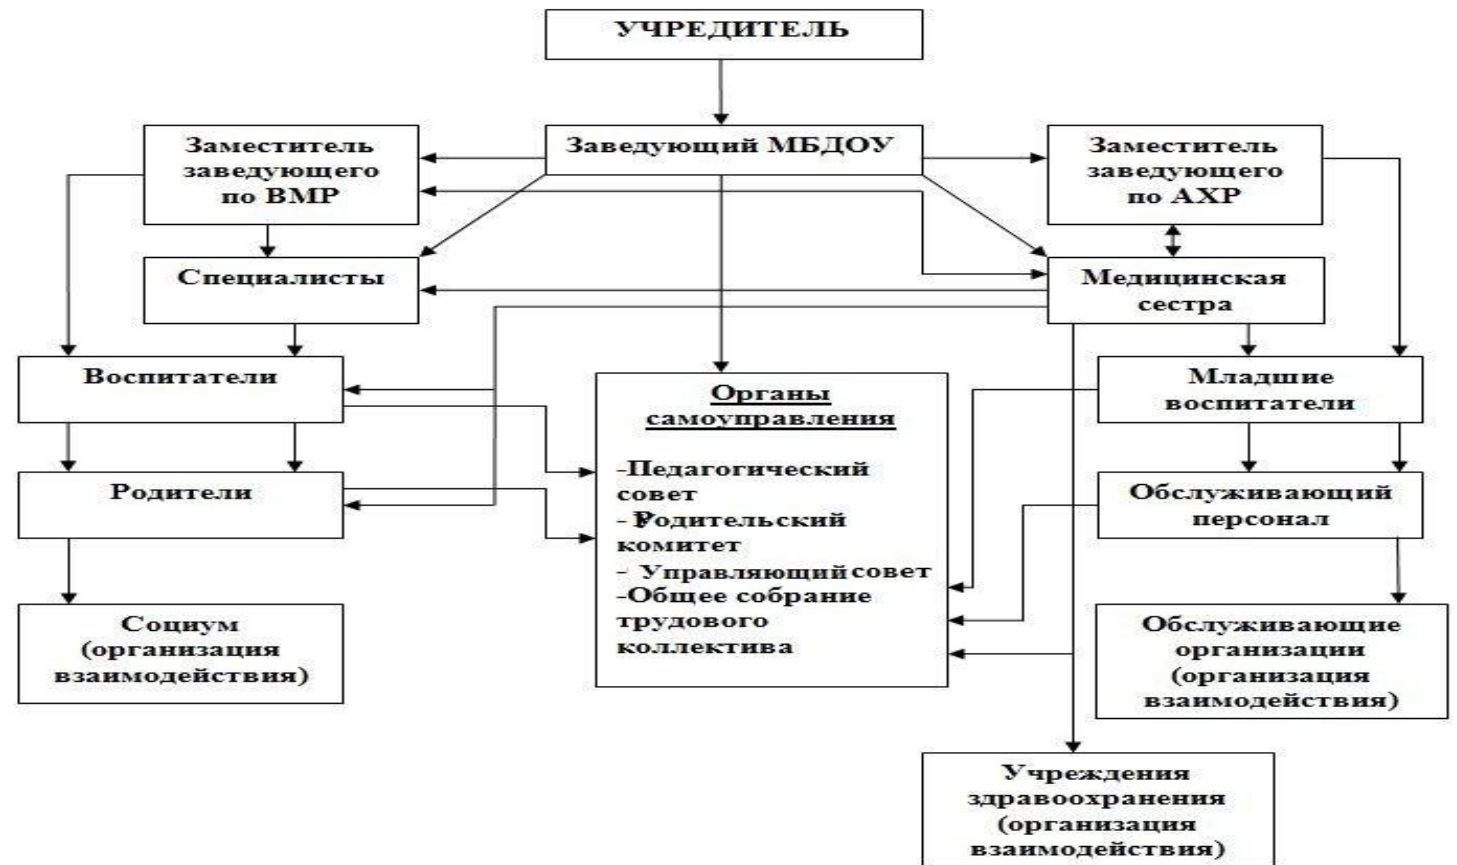 УЧРЕДИТЕЛЬ
Заместитель
заведующего
по ВМР
Заведующий МБДОУ
Заместитель
заведующего
по АХР
Специалисты
Медицинская
сестра
Воспитатели
Органы
самоуправления
-Педагогический
совет
- Родительский
комитет
- Управляющий совет
-Общее собрание
трудового
коллектива
Младшие
воспитатели
Родители
Обслуживающий
персонал
Социум
(организация
взаимодействия)
Обслуживающие
организации
(организация
взаимодействия)
Учреждения
здравоохранения
(организация
взаимодействия)